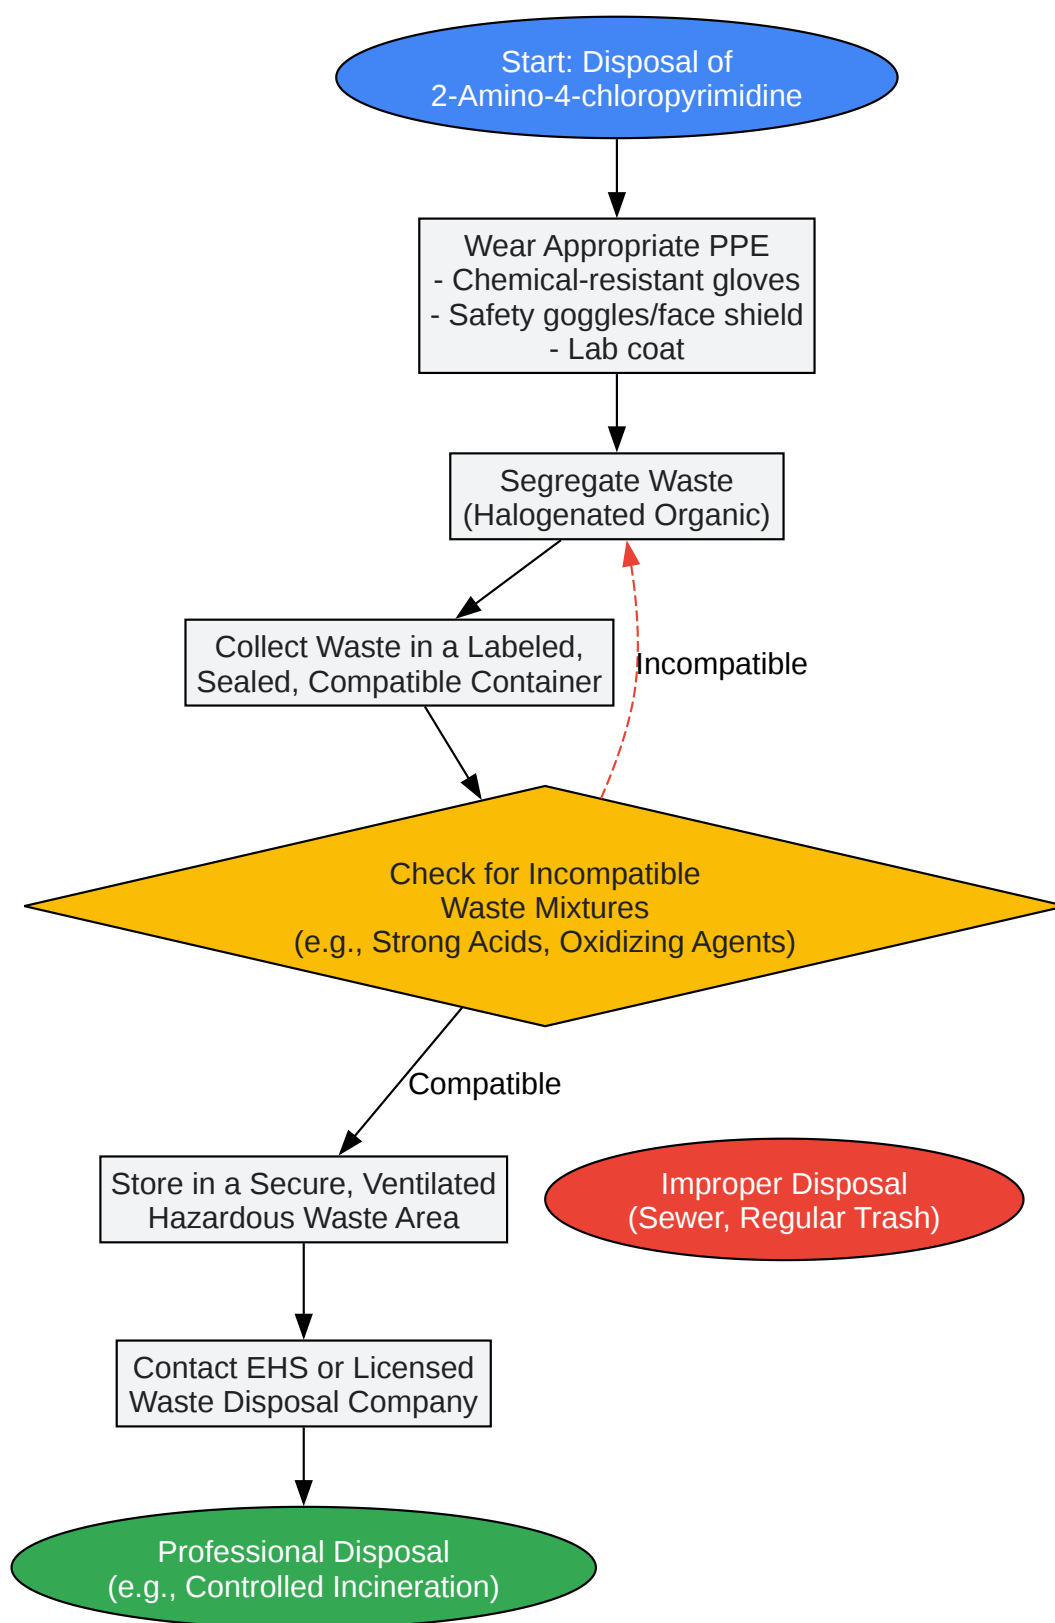 Start: Disposal of
2-Amino-4-chloropyrimidine
Wear Appropriate PPE
- Chemical-resistant gloves
- Safety goggles/face shield
- Lab coat
Segregate Waste
(Halogenated Organic)
Collect Waste in a Labeled,
Sealed, Compatible Container
Incompatible
Check for Incompatible
Waste Mixtures
(e.g., Strong Acids, Oxidizing Agents)
Compatible
Store in a Secure, Ventilated
Hazardous Waste Area
Improper Disposal
(Sewer, Regular Trash)
Contact EHS or Licensed
Waste Disposal Company
Professional Disposal
(e.g., Controlled Incineration)